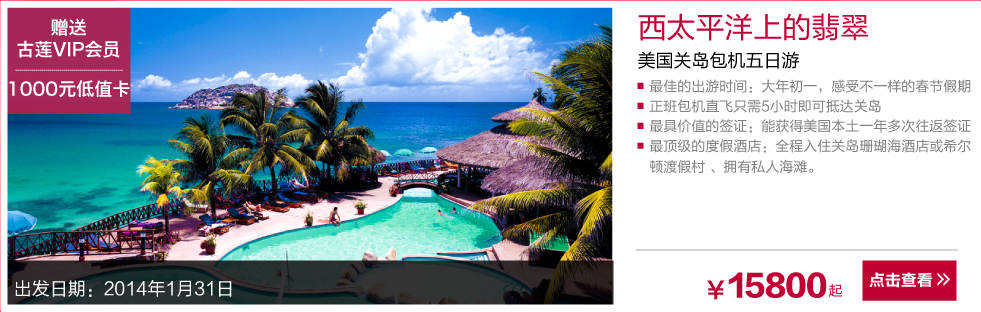 赠送
古莲VIP会员
1000元低值卡
出发日期：2014年1月31日
西太平洋上的翡翠
美国关岛包机五日游
最佳的出游时间；大年初一，感受不一样的春节假期
正班包机直飞只需5小时即可抵达关岛
最具价值的签证；能获得美国本土一年多次往返签证
最顶级的度假酒店；全程入住关岛珊瑚海酒店或希尔
顿渡假村 、拥有私人海滩。
￥15800起
点击查看 »